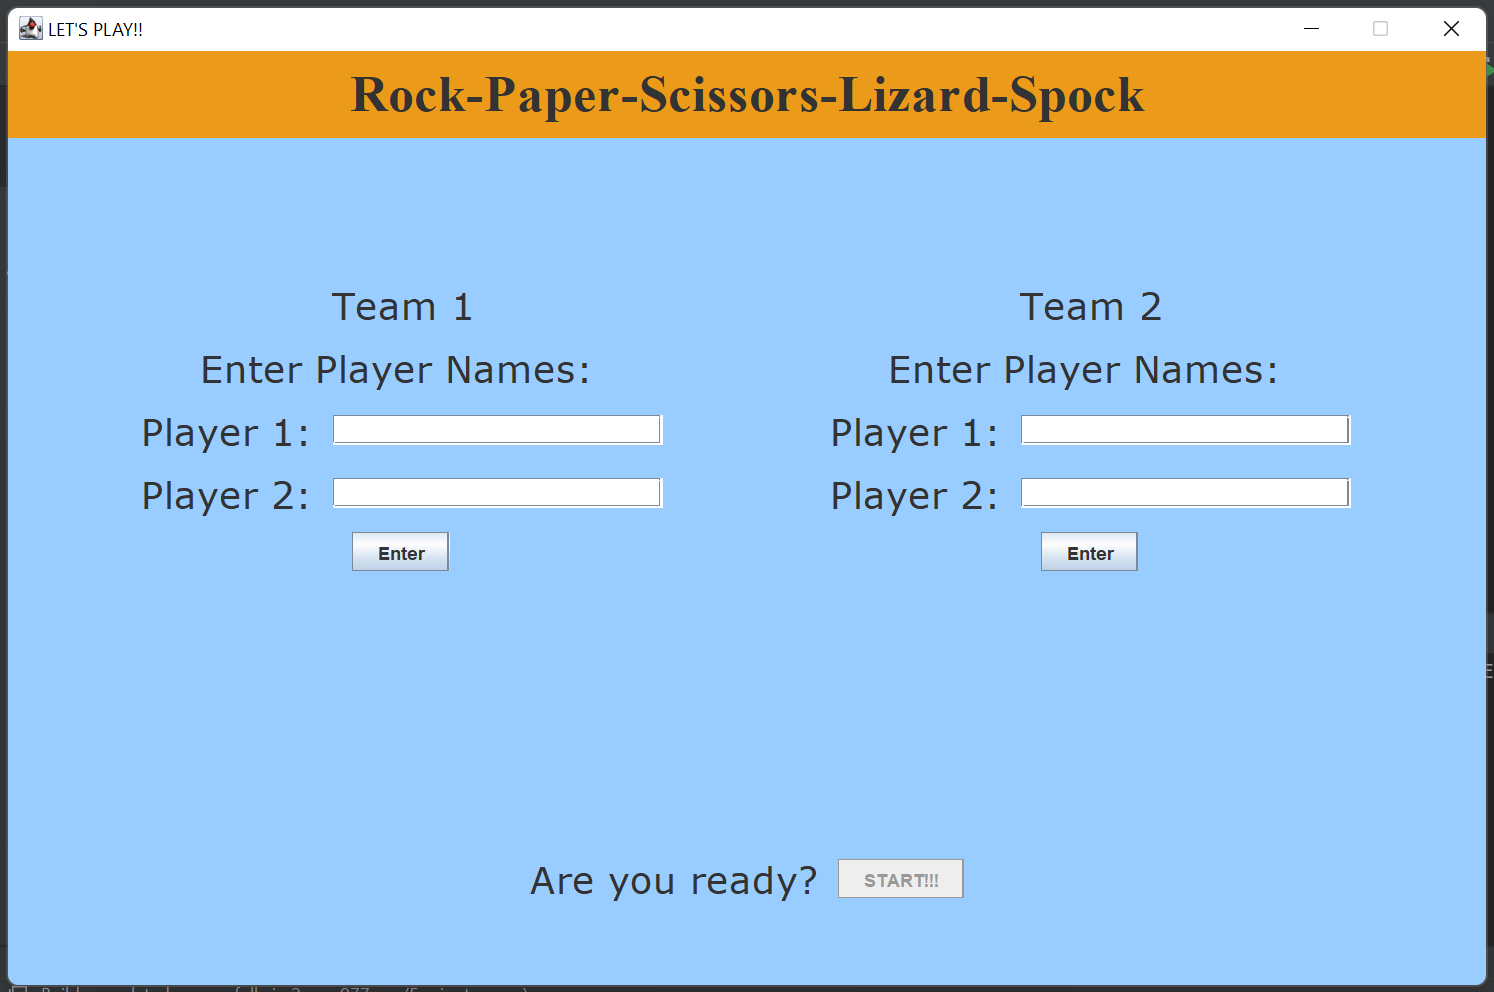 LET'S PLAY!!
Rock-Paper-Scissors-Lizard-Spock
Team 1
Enter Player Names:
Player 1:
Player 2:
Enter
Team 2
Enter Player Names:
Player 1:
Player 2:
Enter
Are you ready? START!!!